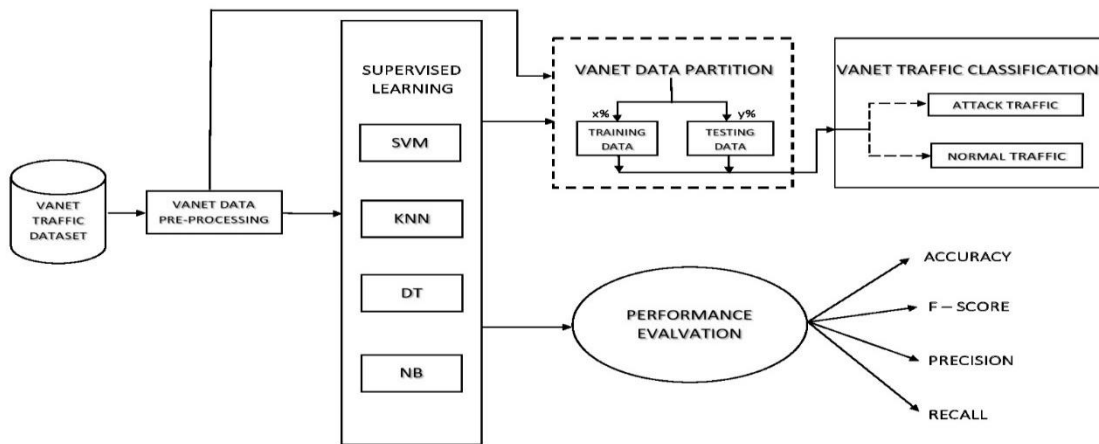 VANET
TRAFFIC
DATASET
VANET DATA
PRE-PROCESSING
SUPERVISED
LEARNING
SVM
KNN
DT
NB
VANET DATA PARTITION
x%
y%
TRAINING
DATA
TESTING
DATA
VANET TRAFFIC CLASSIFICATION
ATTACK TRAFFIC
NORMAL TRAFFIC
PERFORMANCE
EVALVATION
ACCURACY
F – SCORE
PRECISION
RECALL